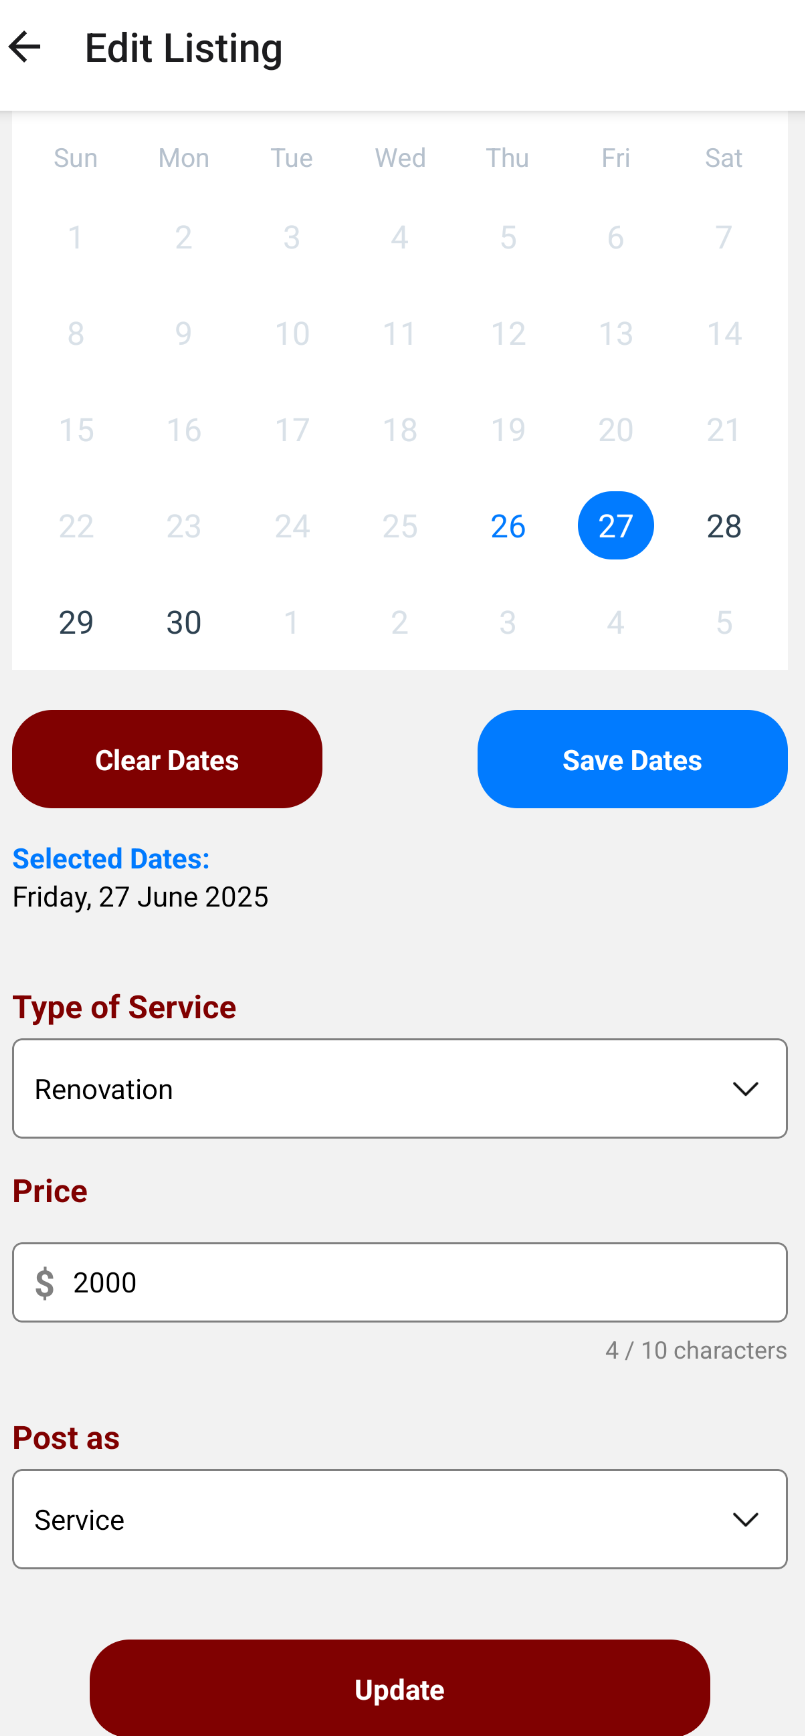 Edit Listing
Sun Mon Tue Wed Thu Fri Sat
1 2 3 4 5 6 7
8 9 10 11 12 13 14
15 16 17 18 19 20 21
22 23 24 25 26 27 28
29 30 1 2 3 4 5
Clear Dates Save Dates
Selected Dates:
Friday, 27 June 2025
Type of Service
Renovation
Price
$ 2000
4 / 10 characters
Post as
Service
Update